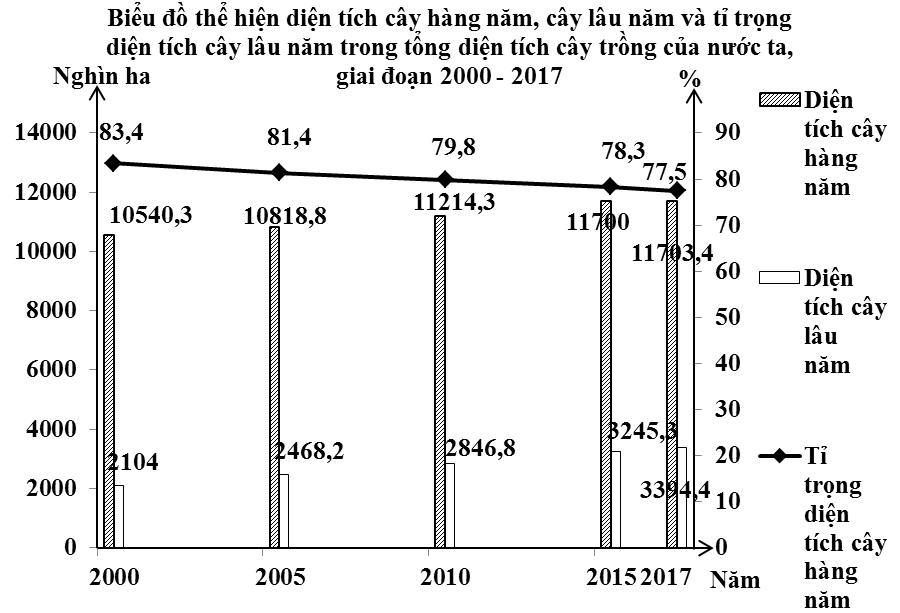 Biểu đồ thể hiện diện tích cây hàng năm, cây lâu năm và tỉ trọng
diện tích cây lâu năm trong tổng diện tích cây trồng của nước ta,
giai đoạn 2000 - 2017
Nghìn ha
%
14000
12000
10000
8000
6000
4000
2000
0
83,4
81,4
79,8
78,3
77,5
10540,3
10818,8
11214,3
11700
11703,4
2104
2468,2
2846,8
3245,3
3394,4
90
80
70
60
50
40
30
20
10
0
2000
2005
2010
2015
2017
Năm
Diện
tích cây
hàng
năm
Diện
tích cây
lâu
năm
Tỉ
trọng
diện
tích cây
hàng
năm